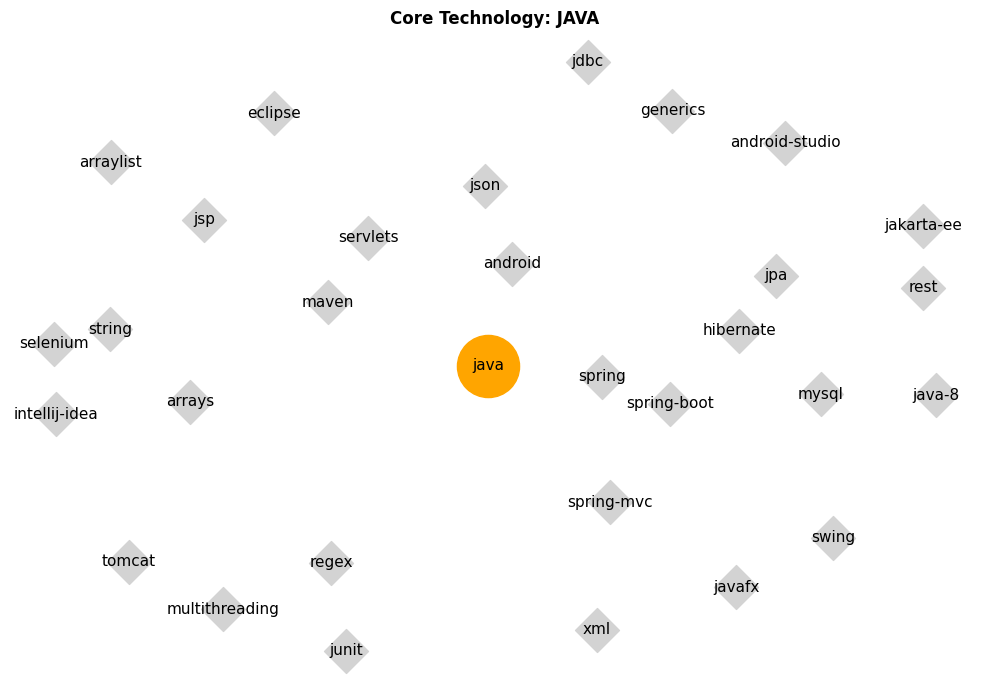 Core Technology: JAVA
jdbc
generics
eclipse
android-studio
arraylist
json
jsp
jakarta-ee
servlets
android
jpa
rest
maven
string
hibernate
selenium
java
spring
mysql
java-8
arrays
spring-boot
intellij-idea
spring-mvc
swing
tomcat
regex
javafx
multithreading
xml
junit